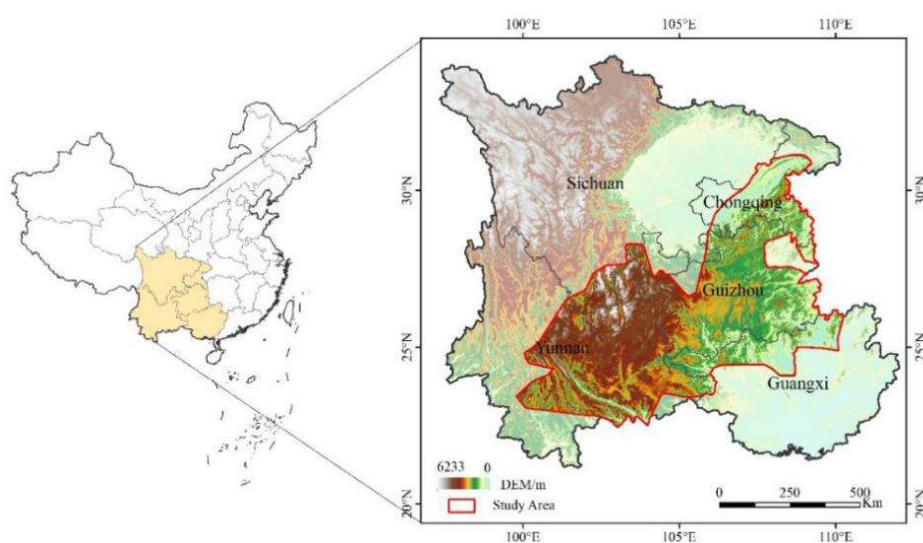 100°E 105°E 110°E
30°N 30°N
25°N 25°N
20°N 20°N
Sichuan
Chongqing
Guizhou
Yunnan
Guangxi
6233 0
DEM/m
Study Area
0 250 500
Km
100°E 105°E 110°E